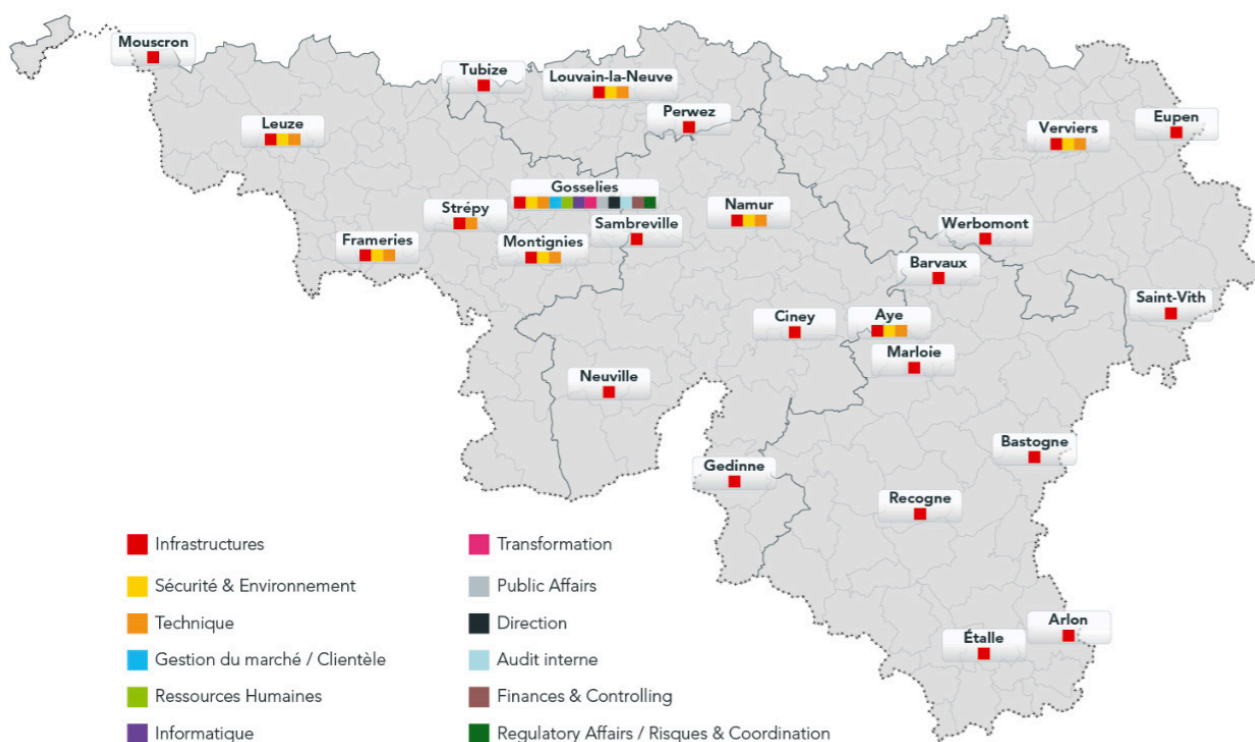 Mouscron
Tubize
Louvain-la-Neuve
Perwez
Leuze
Verviers
Eupen
Gosselies
Strépy
Namur
Sambreville
Frameries
Montignies
Werbomont
Barvaux
Saint-Vith
Ciney
Aye
Marloie
Neuville
Bastogne
Gedinne
Recogne
Arlon
Étalle
Infrastructures
Sécurité & Environnement
Technique
Gestion du marché / Clientèle
Ressources Humaines
Informatique
Transformation
Public Affairs
Direction
Audit interne
Finances & Controlling
Regulatory Affairs / Risques & Coordination